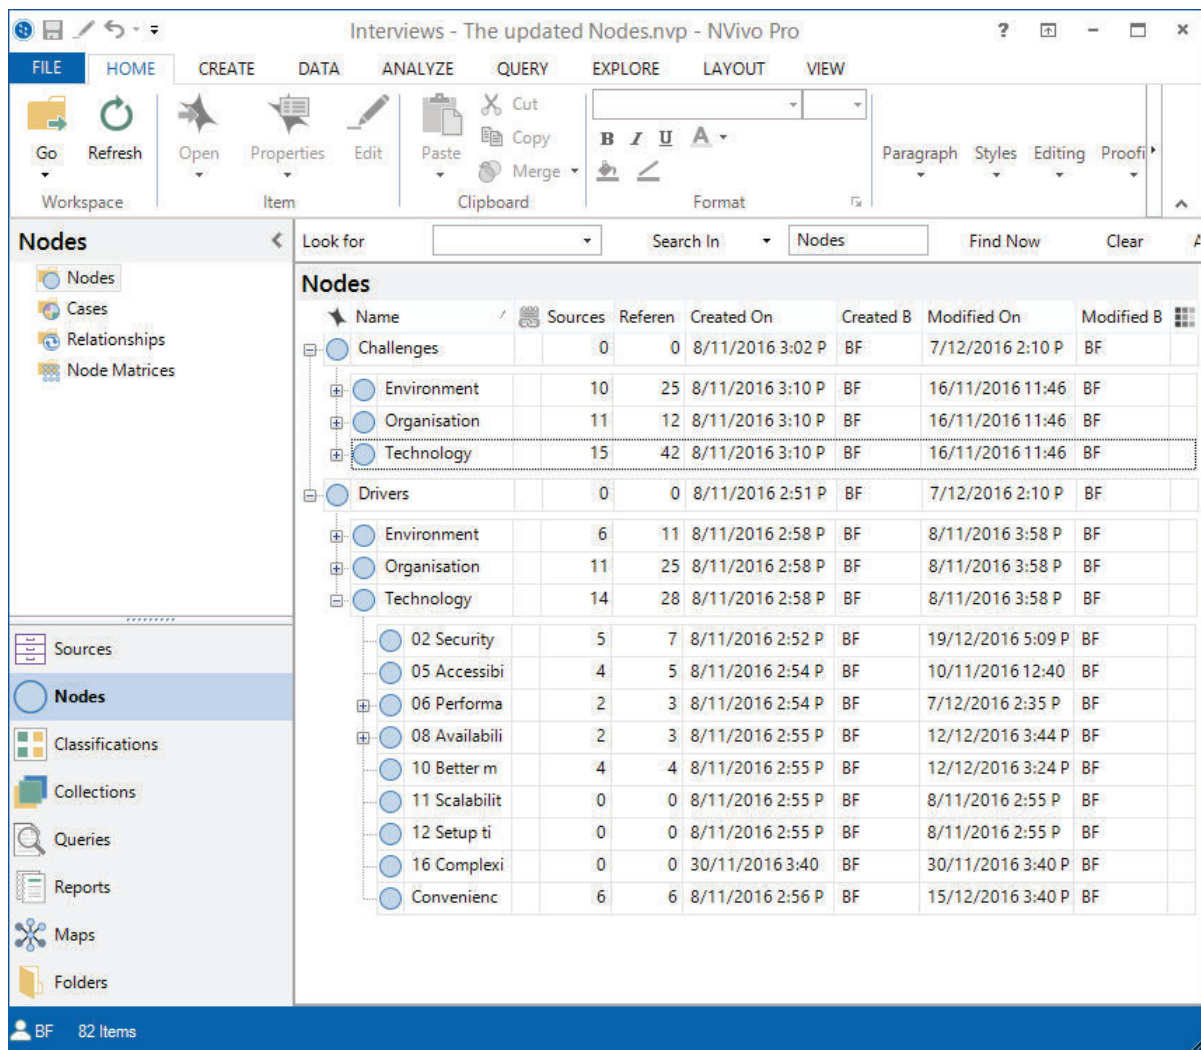 Interviews - The updated Nodes.nvp - NVivo Pro ?
FILE HOME CREATE DATA ANALYZE QUERY EXPLORE LAYOUT VIEW
Go Refresh Open Properties Edit Paste Cut Copy Merge B I U A Paragraph Styles Editing Proofi
Workspace Item Clipboard Format
Nodes
Nodes
Cases
Relationships
Node Matrices
Sources
Nodes
Classifications
Collections
Queries
Reports
Maps
Folders
Look for Search In Nodes Find Now Clear A
Nodes
Name Sources Referen Created On Created B Modified On Modified B
Challenges 0 0 8/11/2016 3:02 P BF 7/12/2016 2:10 P BF
Environment 10 25 8/11/2016 3:10 P BF 16/11/2016 11:46 BF
Organisation 11 12 8/11/2016 3:10 P BF 16/11/2016 11:46 BF
Technology 15 42 8/11/2016 3:10 P BF 16/11/2016 11:46 BF
Drivers 0 0 8/11/2016 2:51 P BF 7/12/2016 2:10 P BF
Environment 6 11 8/11/2016 2:58 P BF 8/11/2016 3:58 P BF
Organisation 11 25 8/11/2016 2:58 P BF 8/11/2016 3:58 P BF
Technology 14 28 8/11/2016 2:58 P BF 8/11/2016 3:58 P BF
02 Security 5 7 8/11/2016 2:52 P BF 19/12/2016 5:09 P BF
05 Accessibi 4 5 8/11/2016 2:54 P BF 10/11/2016 12:40 BF
06 Performa 2 3 8/11/2016 2:54 P BF 7/12/2016 2:35 P BF
08 Availabili 2 3 8/11/2016 2:55 P BF 12/12/2016 3:44 P BF
10 Better m 4 4 8/11/2016 2:55 P BF 12/12/2016 3:24 P BF
11 Scalabilit 0 0 8/11/2016 2:55 P BF 8/11/2016 2:55 P BF
12 Setup ti 0 0 8/11/2016 2:55 P BF 8/11/2016 2:55 P BF
16 Complexi 0 0 30/11/2016 3:40 BF 30/11/2016 3:40 P BF
Convenienc 6 6 8/11/2016 2:56 P BF 15/12/2016 3:40 P BF
BF 82 Items